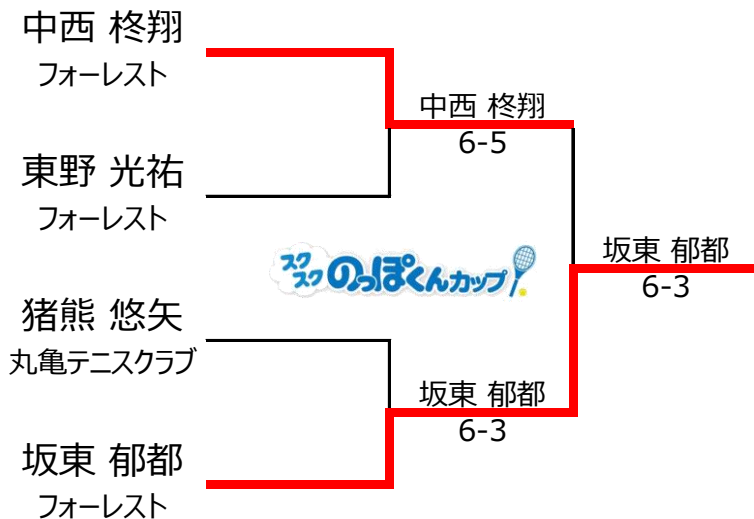 中西 柊翔
フォーレスト
中西 柊翔
6-5
東野 光祐
フォーレスト
スクスクのっぽくんカップ
坂東 郁都
6-3
猪熊 悠矢
丸亀テニスクラブ
坂東 郁都
6-3
坂東 郁都
フォーレスト